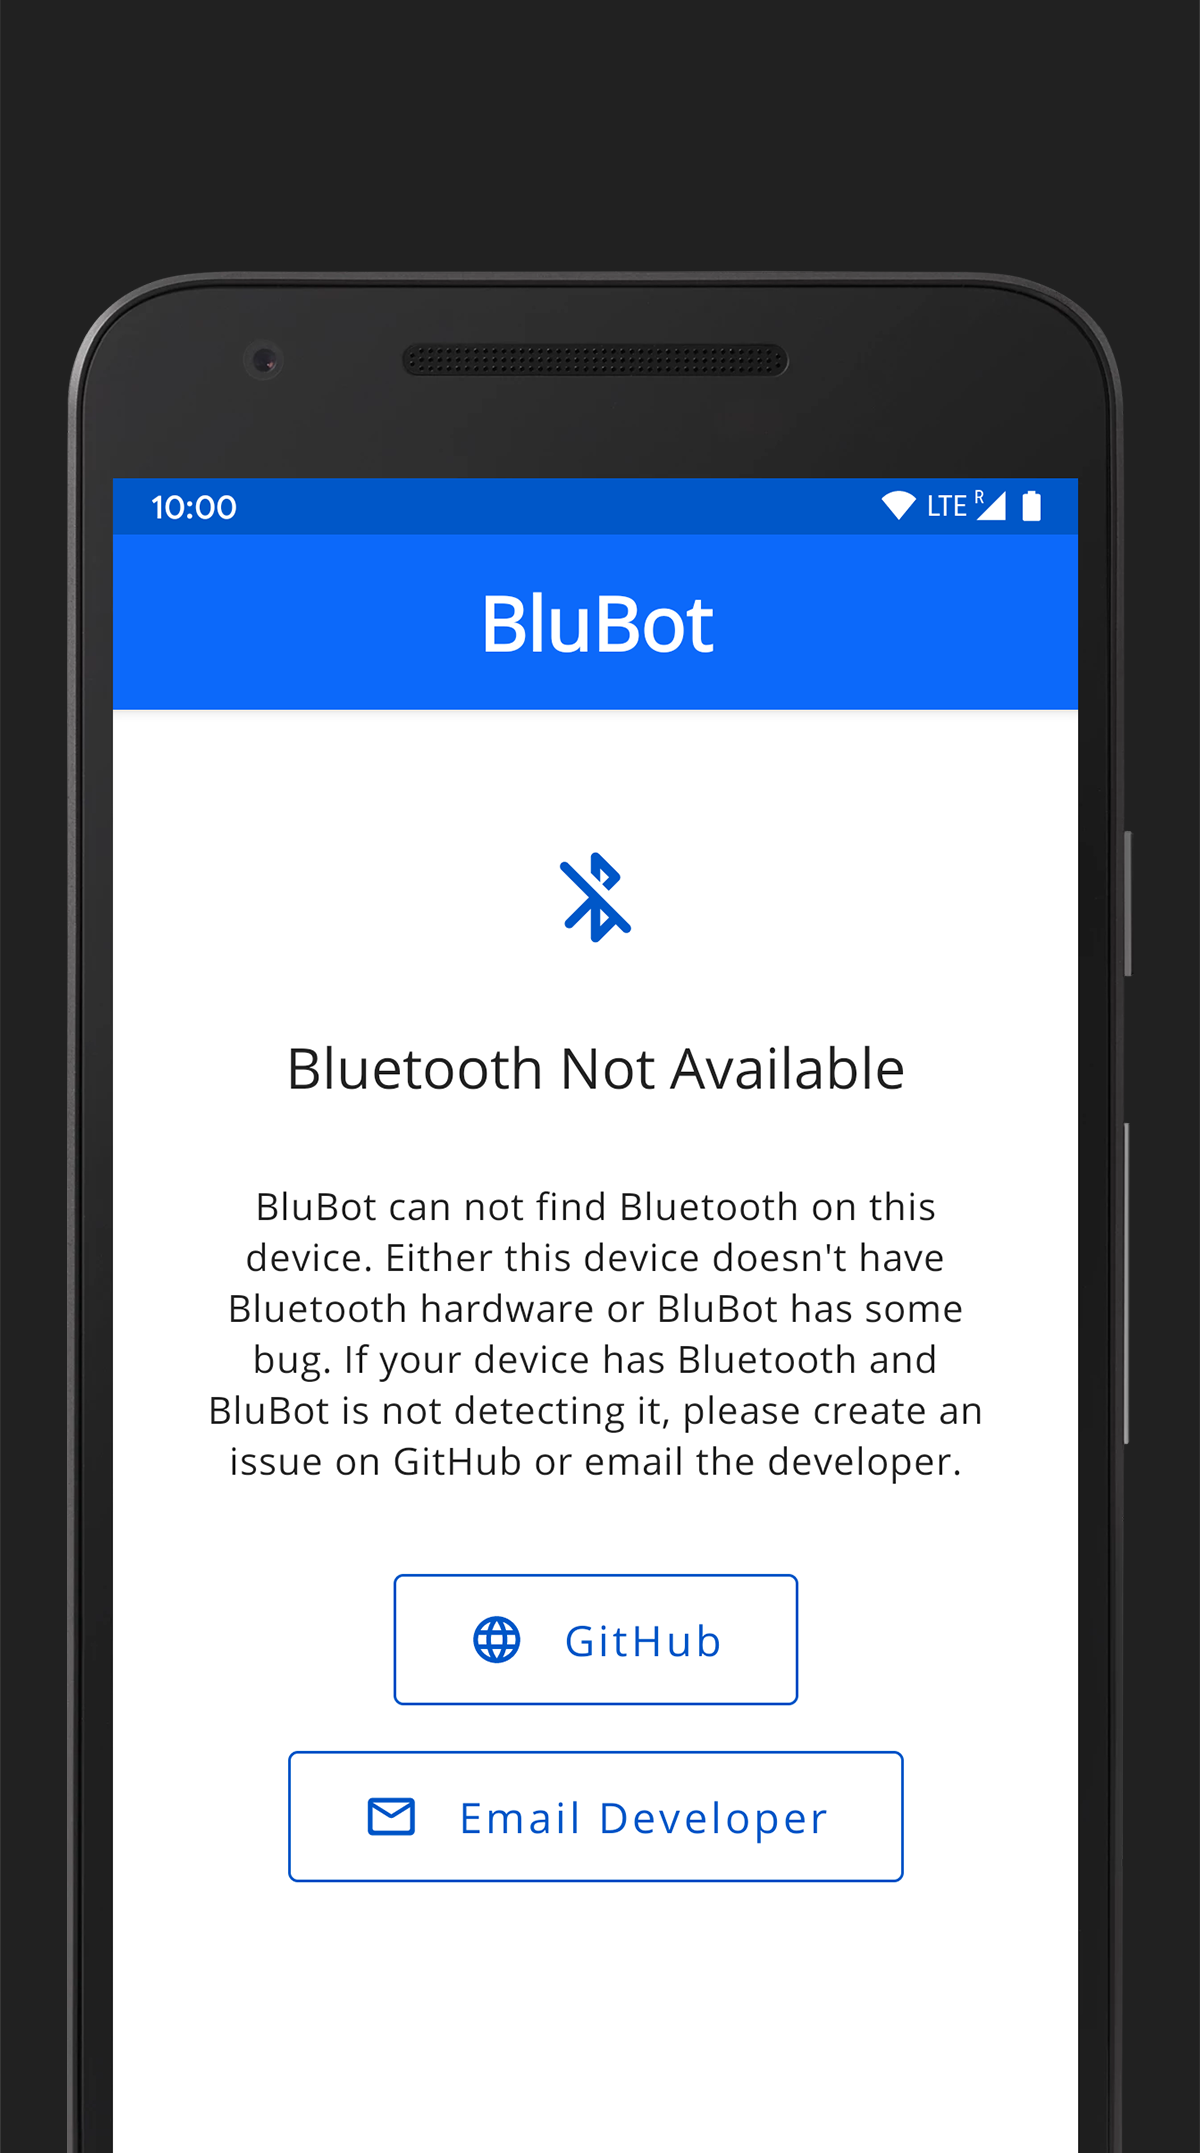 10:00 LTE R
BluBot
Bluetooth Not Available
BluBot can not find Bluetooth on this
device. Either this device doesn't have
Bluetooth hardware or BluBot has some
bug. If your device has Bluetooth and
BluBot is not detecting it, please create an
issue on GitHub or email the developer.
GitHub
Email Developer